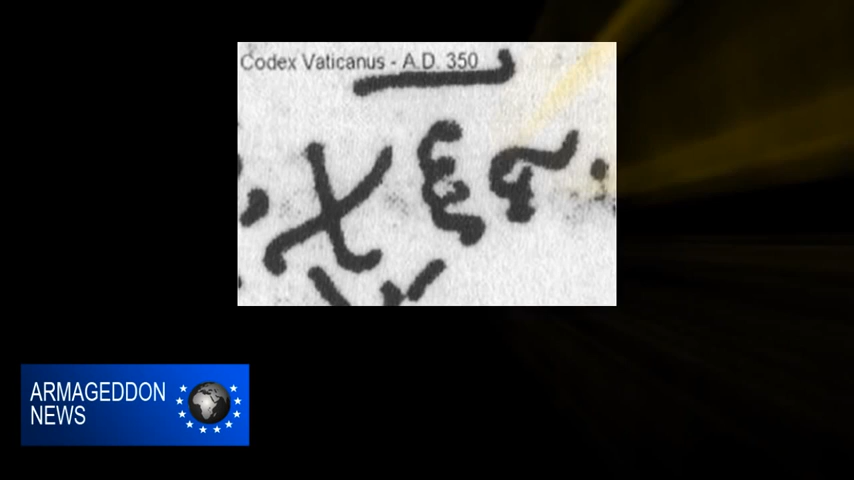 Codex Vaticanus - A.D. 350
χξϛ
ARMAGEDDON
NEWS